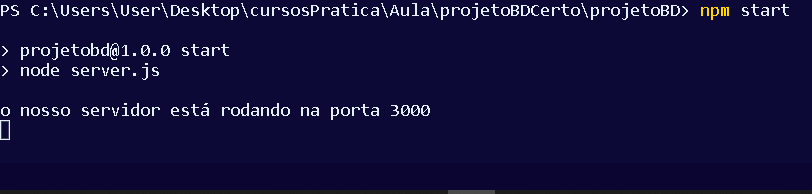 PS C:\Users\User\Desktop\cursosPratica\Aula\projetoBDCerto\projetoBD> npm start
> projetobd@1.0.0 start
> node server.js
o nosso servidor está rodando na porta 3000